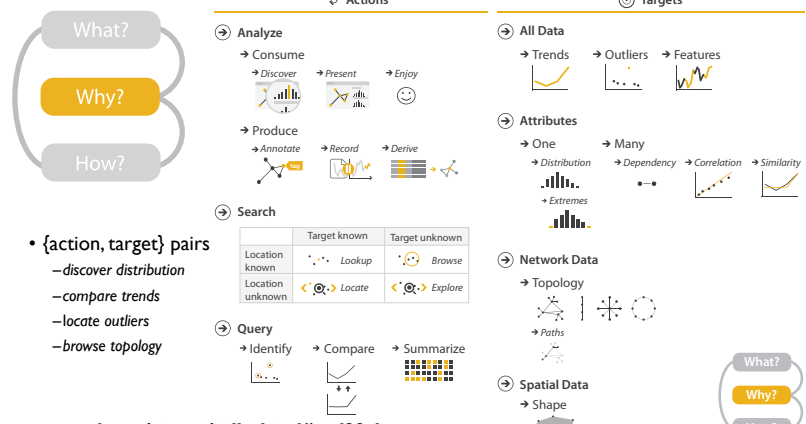 What?
Why?
How?
• {action, target} pairs
–discover distribution
–compare trends
–locate outliers
–browse topology
Actions
Analyze
➔ Consume
➔ Discover ➔ Present ➔ Enjoy
➔ Produce
➔ Annotate ➔ Record ➔ Derive
tag
Search
Target known Target unknown
Location known Lookup Browse
Location unknown Locate Explore
Query
➔ Identify ➔ Compare ➔ Summarize
Targets
All Data
➔ Trends ➔ Outliers ➔ Features
Attributes
➔ One ➔ Many
➔ Distribution ➔ Dependency ➔ Correlation ➔ Similarity
➔ Extremes
Network Data
➔ Topology
➔ Paths
Spatial Data
➔ Shape
What?
Why?